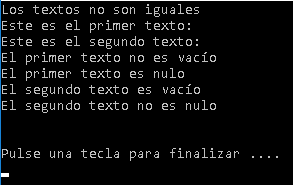 Los textos no son iguales
Este es el primer texto:
Este es el segundo texto:
El primer texto no es vacío
El primer texto es nulo
El segundo texto es vacío
El segundo texto no es nulo
Pulse una tecla para finalizar ....